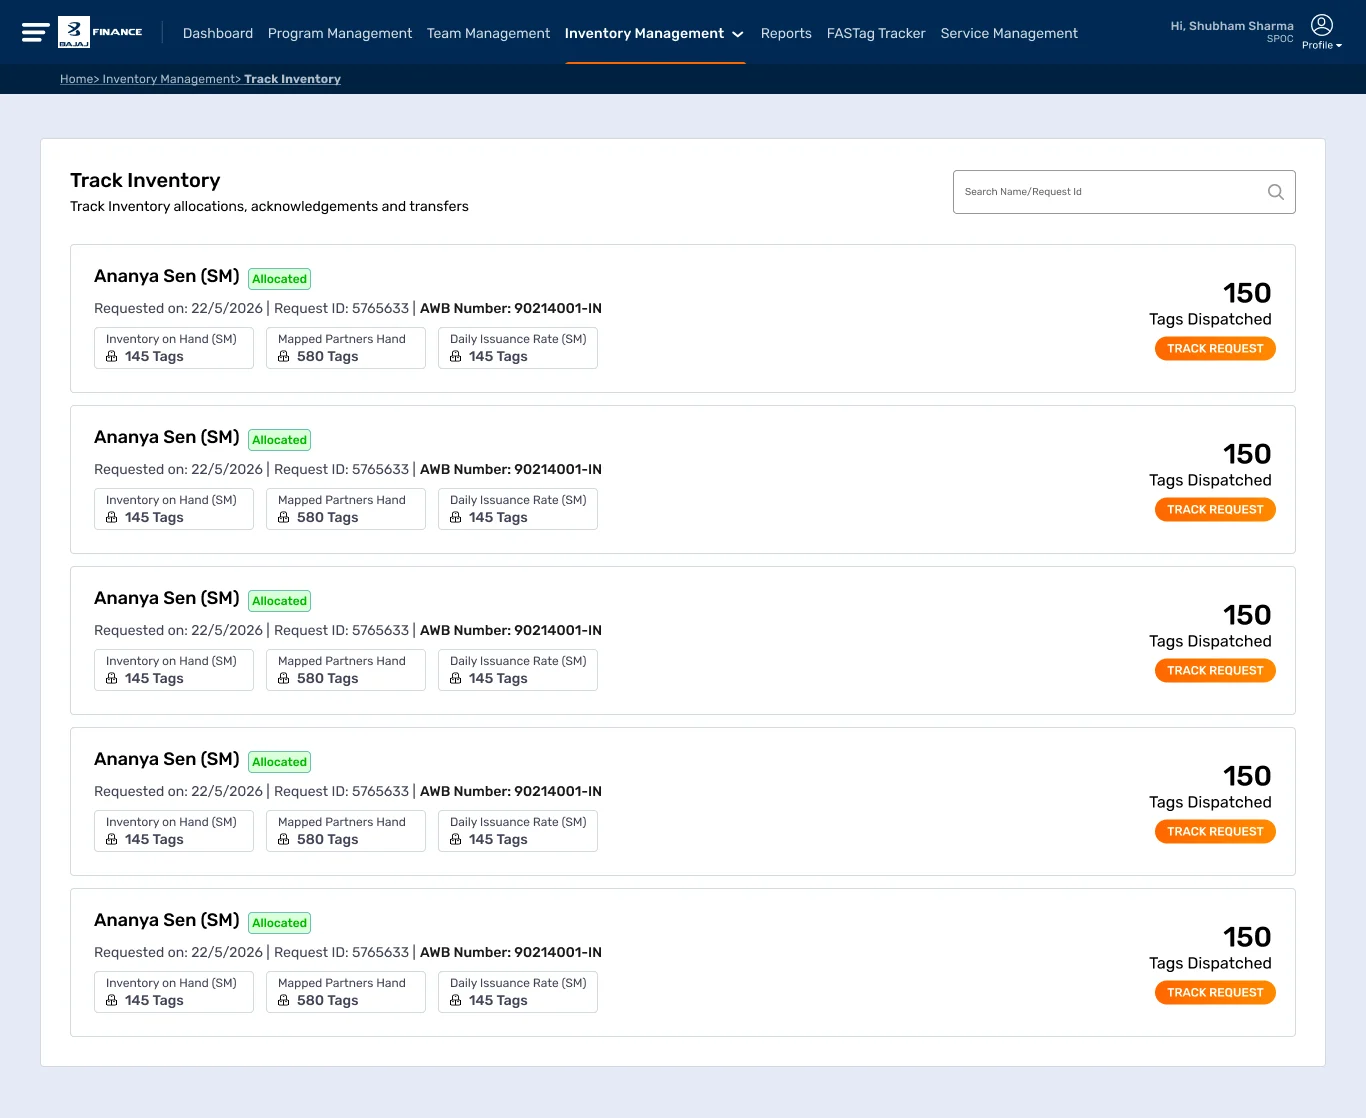 BAJAJ FINANCE
Dashboard Program Management Team Management Inventory Management Reports FASTag Tracker Service Management
Hi, Shubham Sharma
SPOC
Profile
Home> Inventory Management> Track Inventory
Track Inventory
Track Inventory allocations, acknowledgements and transfers
Search Name/Request Id
Ananya Sen (SM) Allocated
Requested on: 22/5/2026 | Request ID: 5765633 | AWB Number: 90214001-IN
Inventory on Hand (SM) Mapped Partners Hand Daily Issuance Rate (SM)
145 Tags 580 Tags 145 Tags
150
Tags Dispatched
TRACK REQUEST
Ananya Sen (SM) Allocated
Requested on: 22/5/2026 | Request ID: 5765633 | AWB Number: 90214001-IN
Inventory on Hand (SM) Mapped Partners Hand Daily Issuance Rate (SM)
145 Tags 580 Tags 145 Tags
150
Tags Dispatched
TRACK REQUEST
Ananya Sen (SM) Allocated
Requested on: 22/5/2026 | Request ID: 5765633 | AWB Number: 90214001-IN
Inventory on Hand (SM) Mapped Partners Hand Daily Issuance Rate (SM)
145 Tags 580 Tags 145 Tags
150
Tags Dispatched
TRACK REQUEST
Ananya Sen (SM) Allocated
Requested on: 22/5/2026 | Request ID: 5765633 | AWB Number: 90214001-IN
Inventory on Hand (SM) Mapped Partners Hand Daily Issuance Rate (SM)
145 Tags 580 Tags 145 Tags
150
Tags Dispatched
TRACK REQUEST
Ananya Sen (SM) Allocated
Requested on: 22/5/2026 | Request ID: 5765633 | AWB Number: 90214001-IN
Inventory on Hand (SM) Mapped Partners Hand Daily Issuance Rate (SM)
145 Tags 580 Tags 145 Tags
150
Tags Dispatched
TRACK REQUEST